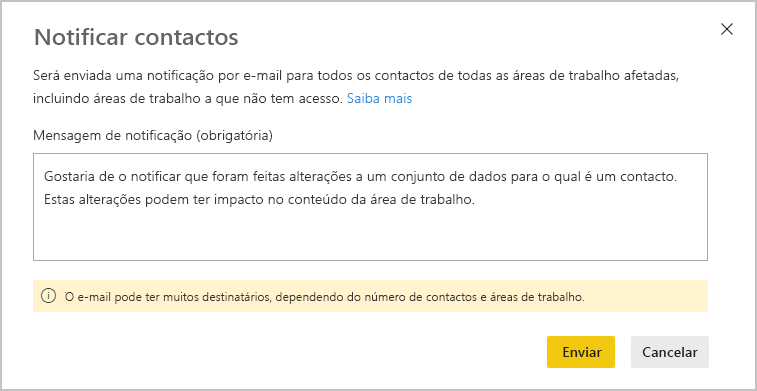 Notificar contactos
Será enviada uma notificação por e-mail para todos os contactos de todas as áreas de trabalho afetadas,
incluindo áreas de trabalho a que não tem acesso. Saiba mais
Mensagem de notificação (obrigatória)
Gostaria de o notificar que foram feitas alterações a um conjunto de dados para o qual é um contacto.
Estas alterações podem ter impacto no conteúdo da área de trabalho.
O e-mail pode ter muitos destinatários, dependendo do número de contactos e áreas de trabalho.
Enviar Cancelar